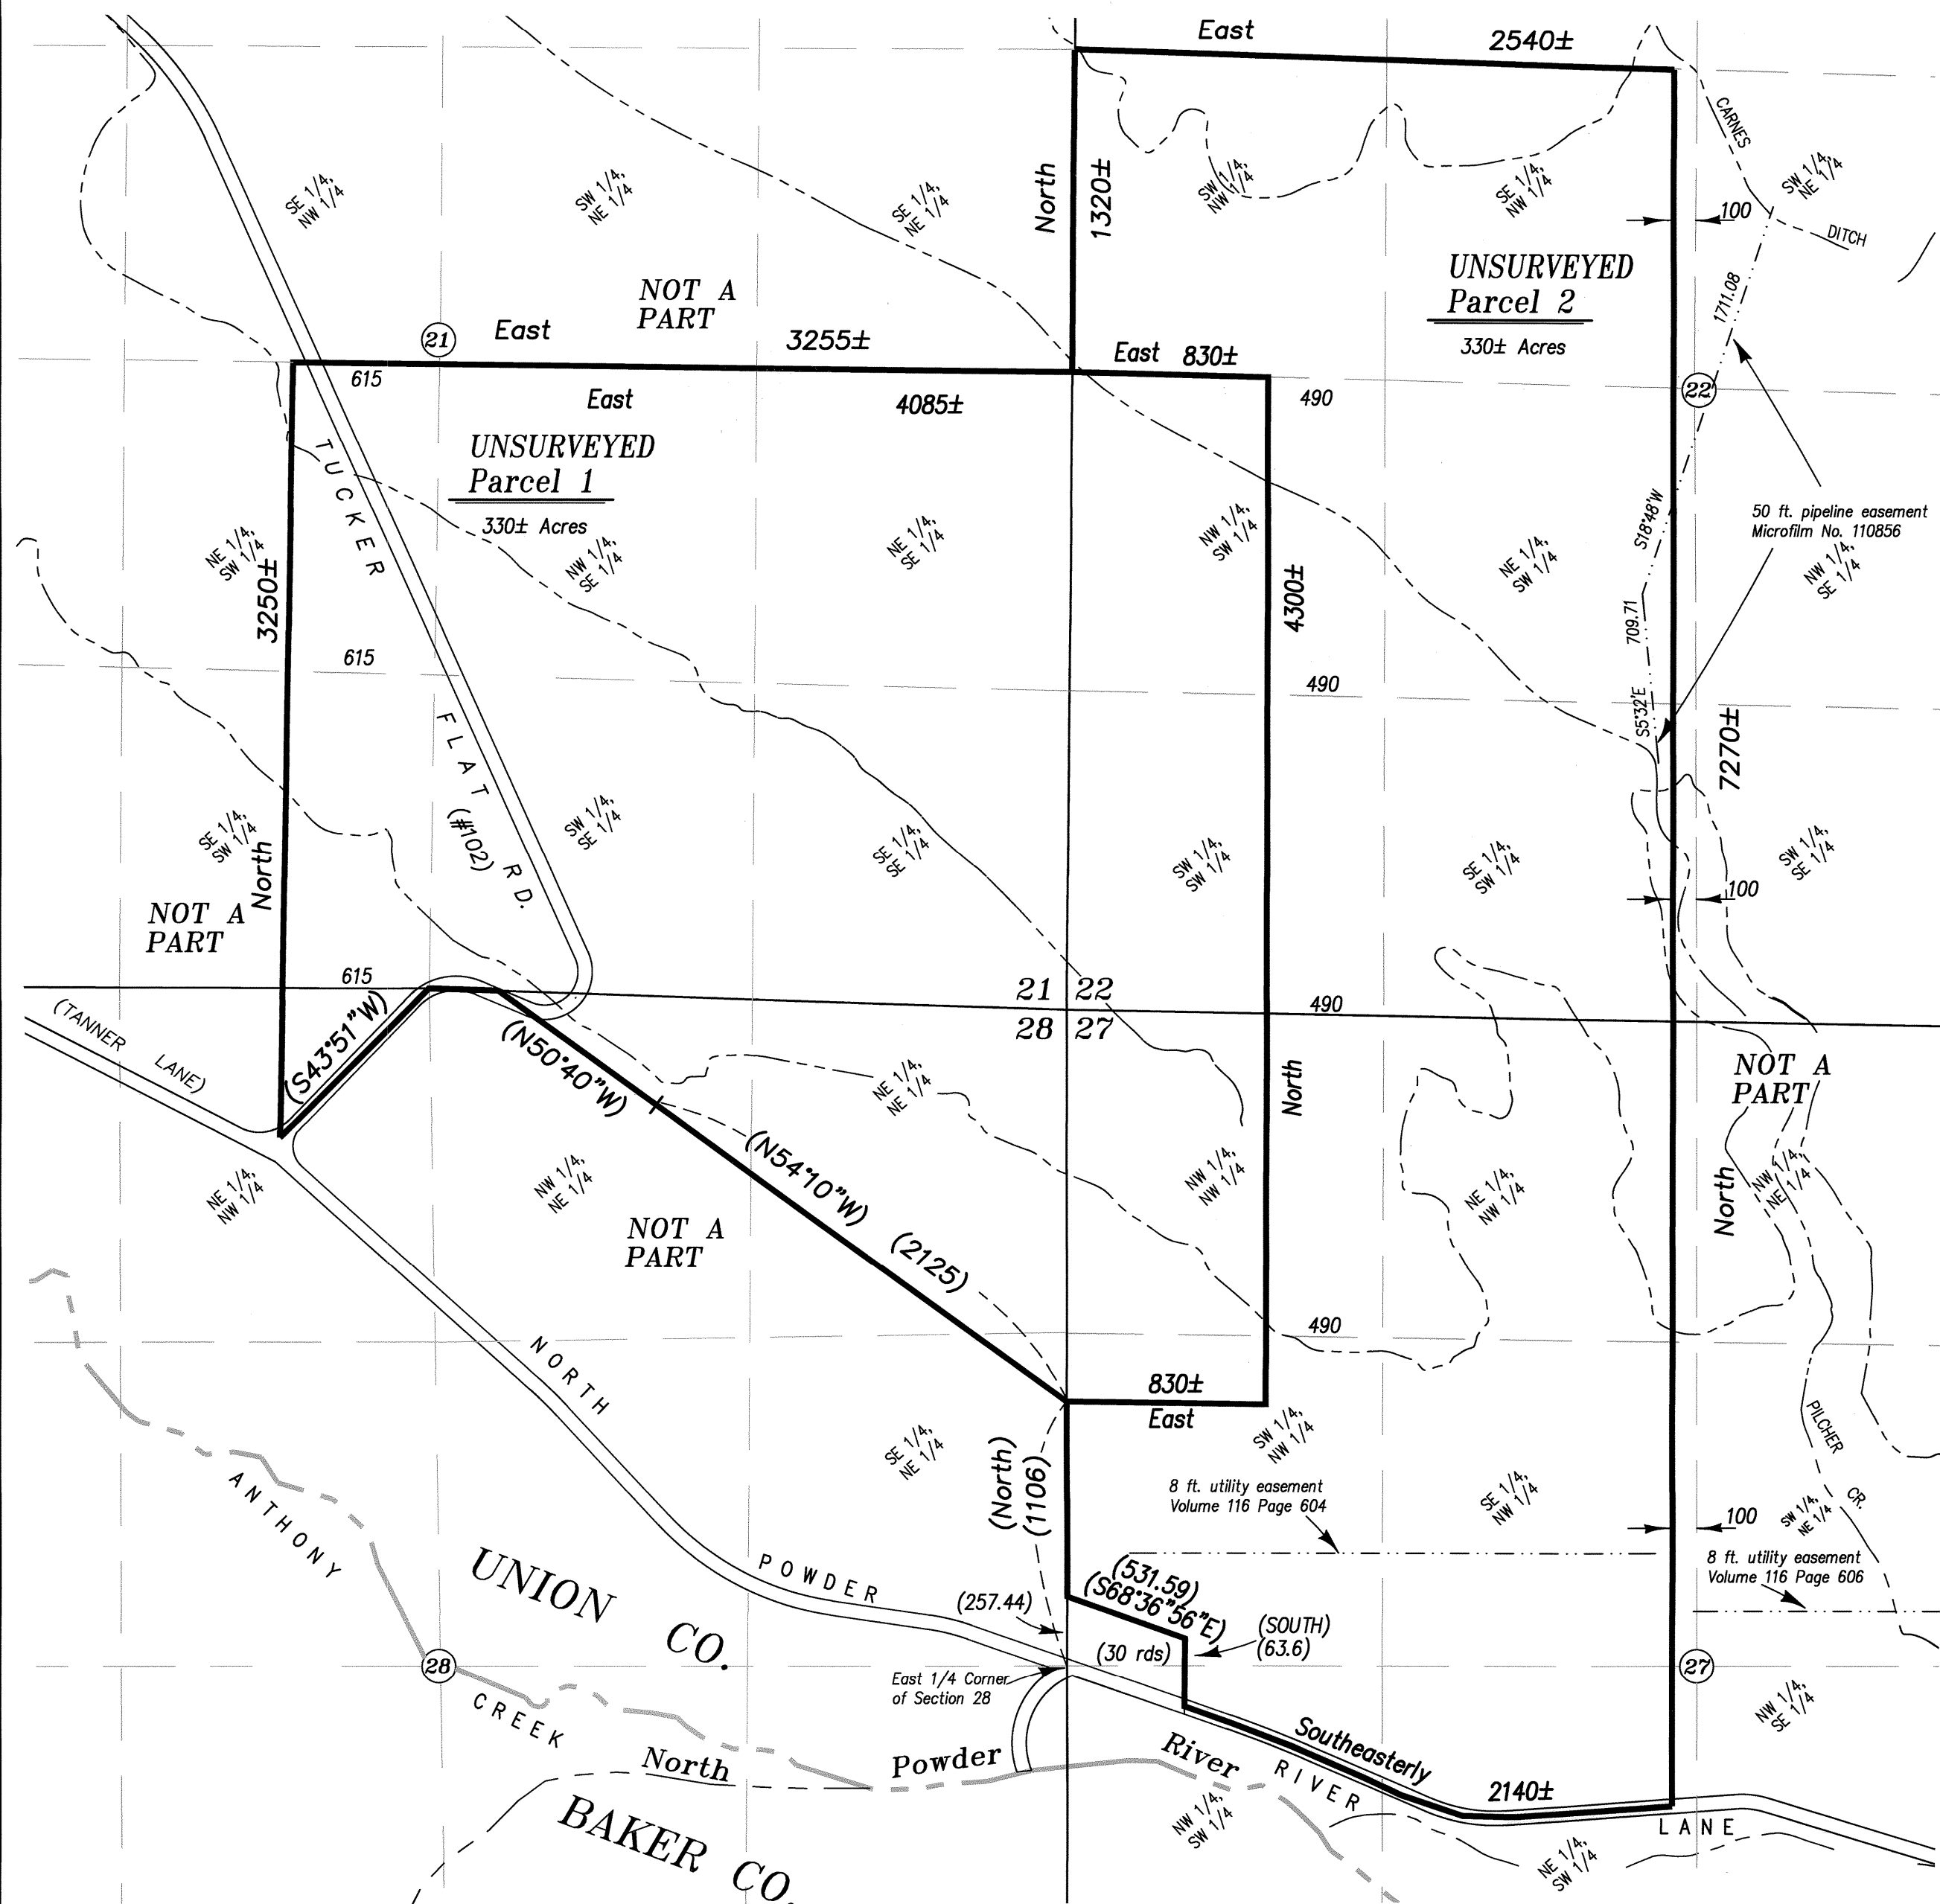 East
2540±
CARNES
DITCH
SE 1/4,
NW 1/4
SW 1/4,
NE 1/4
SE 1/4,
NE 1/4
North
1320±
SW 1/4,
NW 1/4
SE 1/4,
NW 1/4
SW 1/4,
NE 1/4
100
NOT A
PART
UNSURVEYED
Parcel 2
330± Acres
1711.08
21
East
3255±
East 830±
22
615
East
4085±
490
UNSURVEYED
Parcel 1
330± Acres
TUCKER
FLAT
(#102)
RD.
50 ft. pipeline easement
Microfilm No. 110856
S18°48'W
NE 1/4,
SW 1/4
NW 1/4,
SE 1/4
NE 1/4,
SE 1/4
NW 1/4,
SW 1/4
NE 1/4,
SW 1/4
NW 1/4,
SE 1/4
3250±
4300±
709.71
615
490
S5°32'E
7270±
SE 1/4,
SW 1/4
SW 1/4,
SE 1/4
SE 1/4,
SE 1/4
SW 1/4,
SW 1/4
SE 1/4,
SW 1/4
SW 1/4,
SE 1/4
North
100
NOT A
PART
615
21 22
490
28 27
(TANNER LANE)
(S43°51"W)
(N50°40"W)
NE 1/4,
NE 1/4
North
NOT A
PART
(N54°10"W)
(2125)
NE 1/4,
NW 1/4
NW 1/4,
NE 1/4
NW 1/4,
NW 1/4
NE 1/4,
NW 1/4
NW 1/4,
NE 1/4
North
NOT A
PART
490
NORTH
830±
East
PILCHER
CR.
SE 1/4,
NE 1/4
SW 1/4,
NW 1/4
SE 1/4,
NW 1/4
SW 1/4,
NE 1/4
(North)
(1106)
8 ft. utility easement
Volume 116 Page 604
100
ANTHONY
8 ft. utility easement
Volume 116 Page 606
UNION CO.
POWDER
(531.59)
(S68°36"56"E)
(257.44)
(SOUTH)
(63.6)
(30 rds)
28
27
East 1/4 Corner
of Section 28
CREEK
NW 1/4,
SE 1/4
North Powder River
Southeasterly
RIVER
2140±
LANE
BAKER CO.
NW 1/4,
SW 1/4
NE 1/4,
SW 1/4